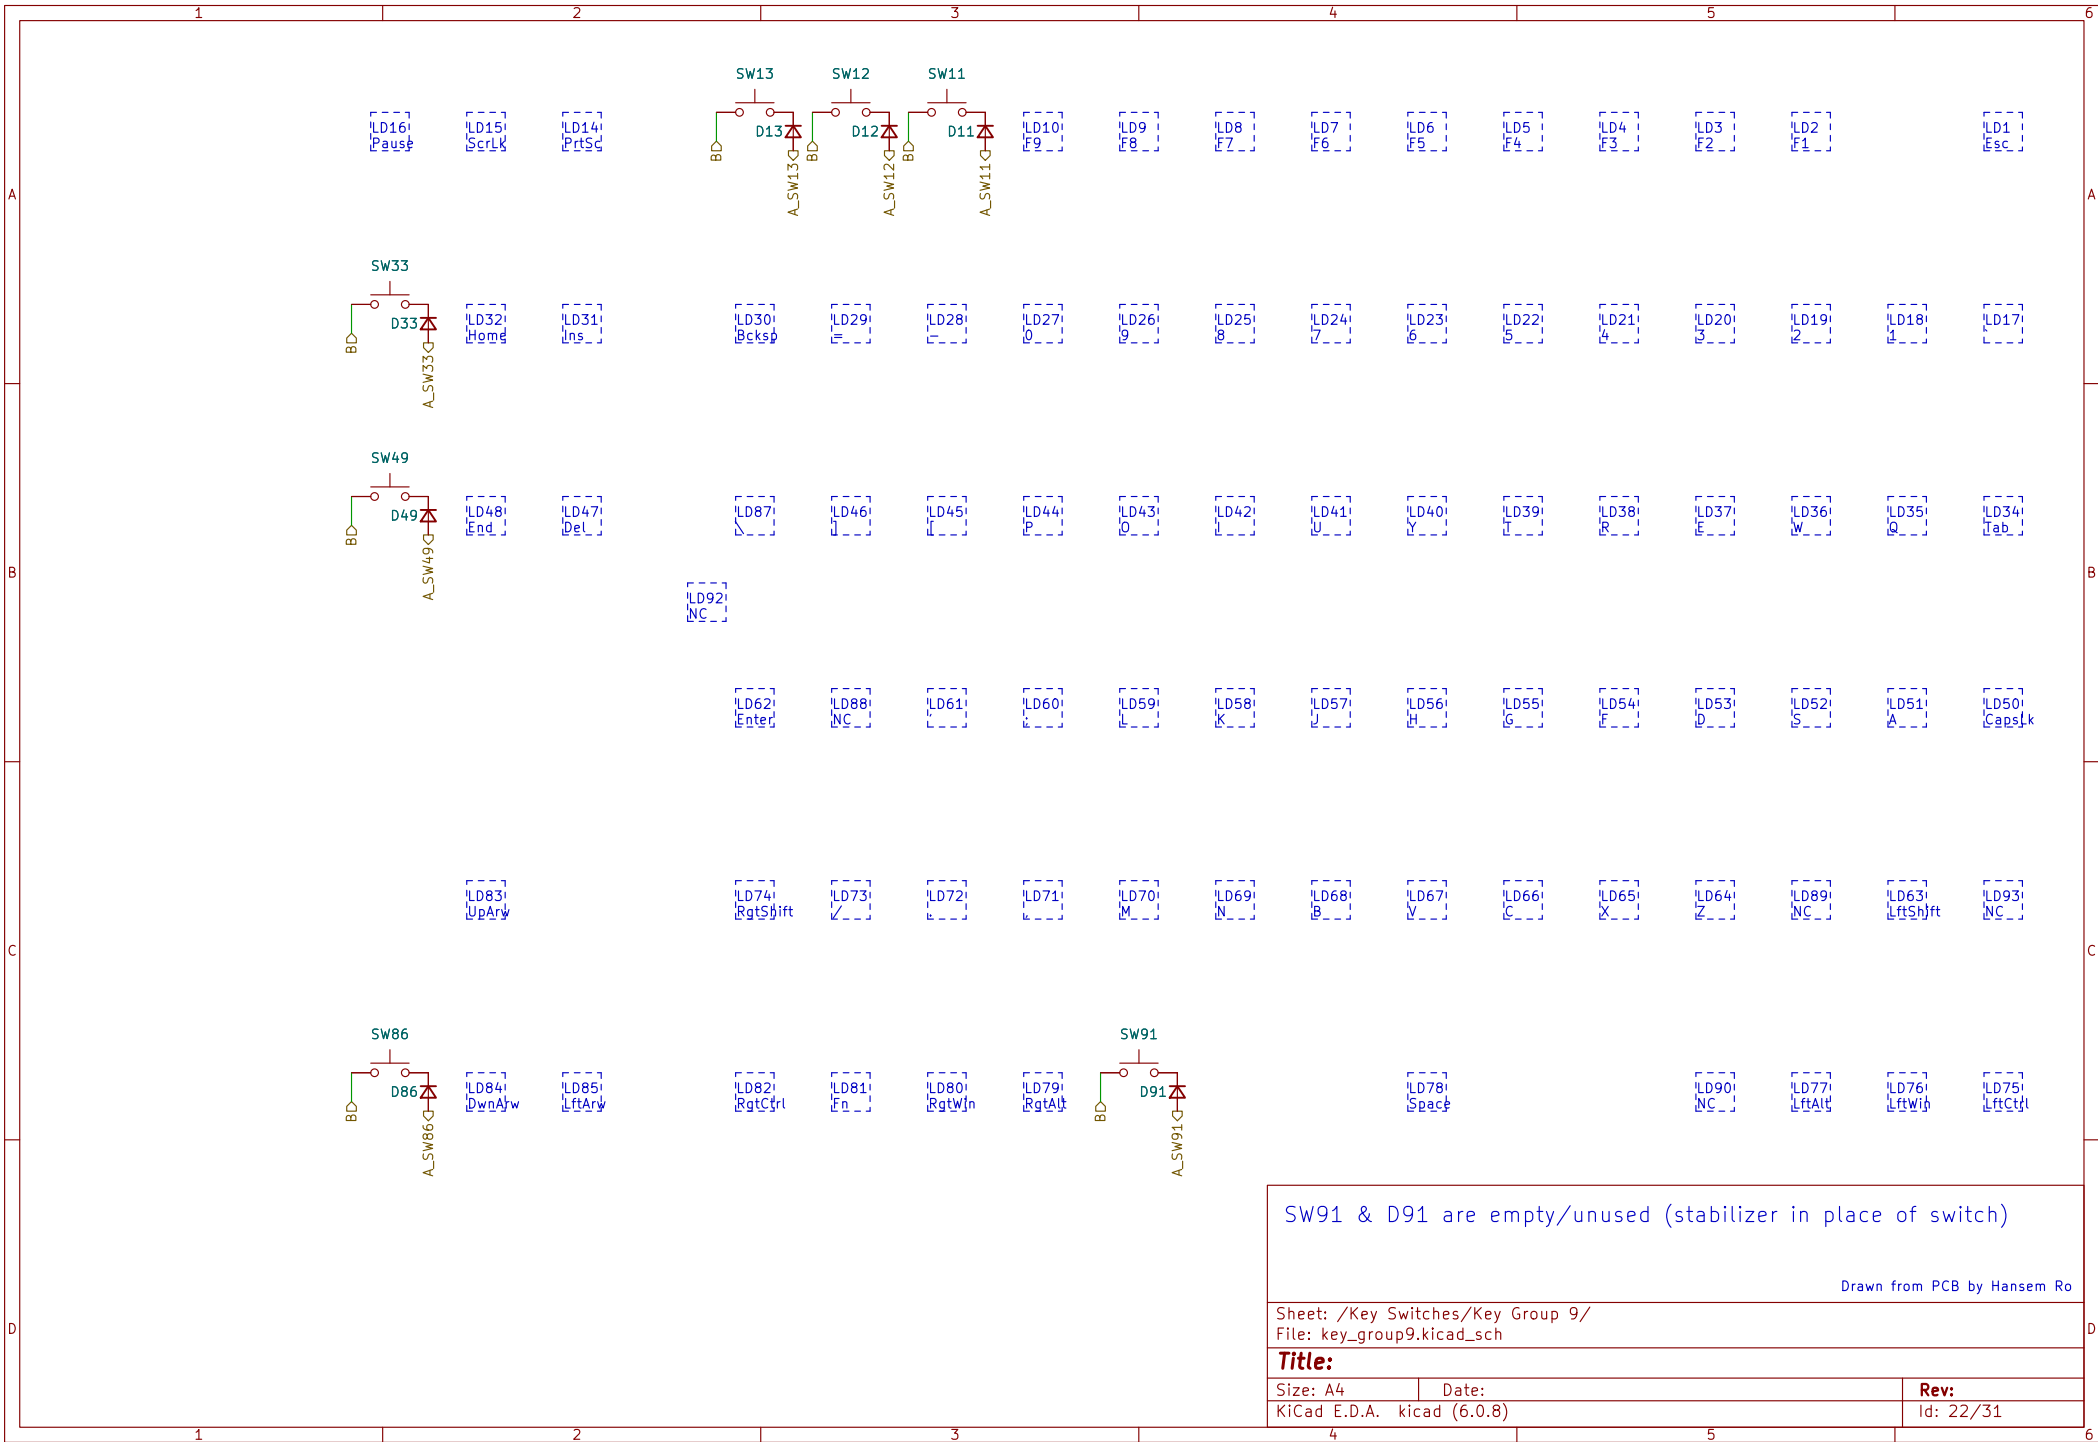 1 2 3 4 5 6
SW13 SW12 SW11
LD16 LD15 LD14 D13 D12 D11 LD10 LD9 LD8 LD7 LD6 LD5 LD4 LD3 LD2 LD1
Pause ScrLk PrtSc F9 F8 F7 F6 F5 F4 F3 F2 F1 Esc
B B B
A_SW13 A_SW12 A_SW11
A A
SW33
D33 LD32 LD31 LD30 LD29 LD28 LD27 LD26 LD25 LD24 LD23 LD22 LD21 LD20 LD19 LD18 LD17
Home Ins Bcksp = - 0 9 8 7 6 5 4 3 2 1 `
B
A_SW33
SW49
D49 LD48 LD47 LD87 LD46 LD45 LD44 LD43 LD42 LD41 LD40 LD39 LD38 LD37 LD36 LD35 LD34
End Del \ ] [ P O I U Y T R E W Q Tab
B
A_SW49
B B
LD92
NC
LD62 LD88 LD61 LD60 LD59 LD58 LD57 LD56 LD55 LD54 LD53 LD52 LD51 LD50
Enter NC ' ; L K J H G F D S A CapsLk
LD83 LD74 LD73 LD72 LD71 LD70 LD69 LD68 LD67 LD66 LD65 LD64 LD89 LD63 LD93
UpArw RgtShift / . , M N B V C X Z NC LftShift NC
C C
SW86 SW91
D86 LD84 LD85 LD82 LD81 LD80 LD79 D91 LD78 LD90 LD77 LD76 LD75
DwnArw LftArw RgtCtrl Fn RgtWin RgtAlt Space NC LftAlt LftWin LftCtrl
B B
A_SW86 A_SW91
SW91 & D91 are empty/unused (stabilizer in place of switch)
Drawn from PCB by Hansem Ro
Sheet: /Key Switches/Key Group 9/
File: key_group9.kicad_sch
D D
Title:
Size: A4 Date: Rev:
KiCad E.D.A. kicad (6.0.8) Id: 22/31
1 2 3 4 5 6